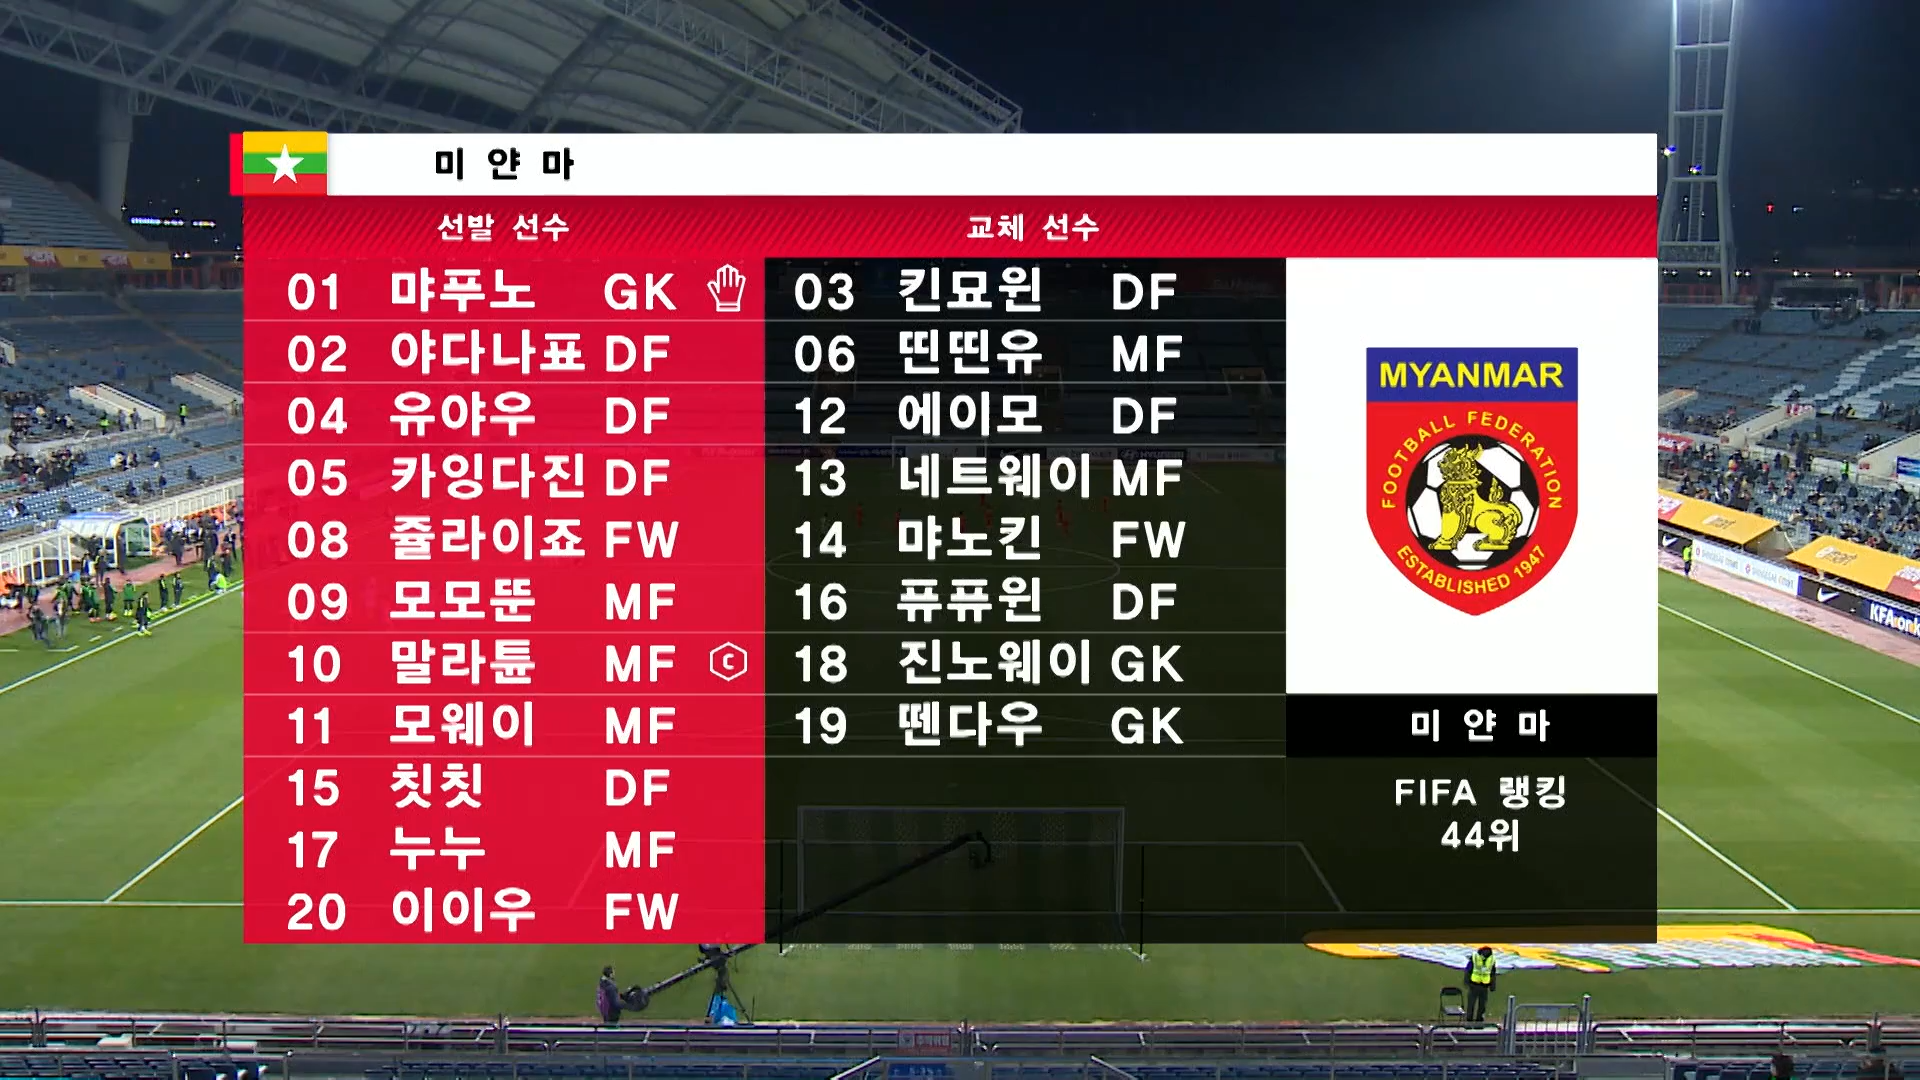 미 얀 마
선발 선수
교체 선수
01 먀푸노 GK
02 야다나표 DF
04 유야우 DF
05 카잉다진 DF
08 쥴라이죠 FW
09 모모뚠 MF
10 말라튠 MF C
11 모웨이 MF
15 칫칫 DF
17 누누 MF
20 이이우 FW
03 킨묘윈 DF
06 띤띤유 MF
12 에이모 DF
13 네트웨이 MF
14 먀노킨 FW
16 퓨퓨윈 DF
18 진노웨이 GK
19 뗀다우 GK
MYANMAR
FOOTBALL FEDERATION
ESTABLISHED 1947
미 얀 마
FIFA 랭킹
44위